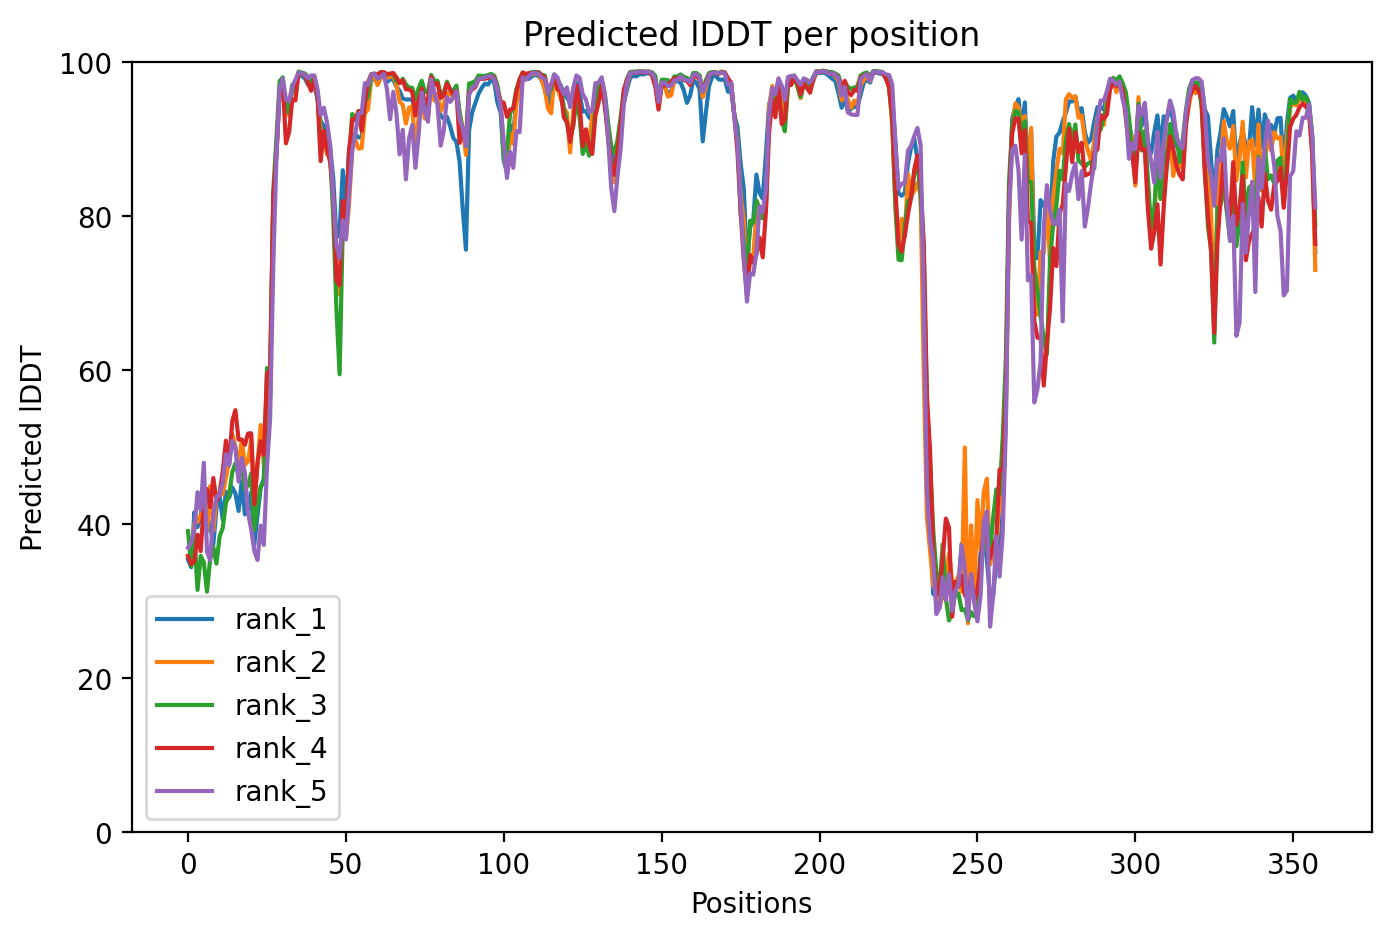 Predicted lDDT per position
100
80
60
40
20
0
Predicted lDDT
rank_1
rank_2
rank_3
rank_4
rank_5
0 50 100 150 200 250 300 350
Positions